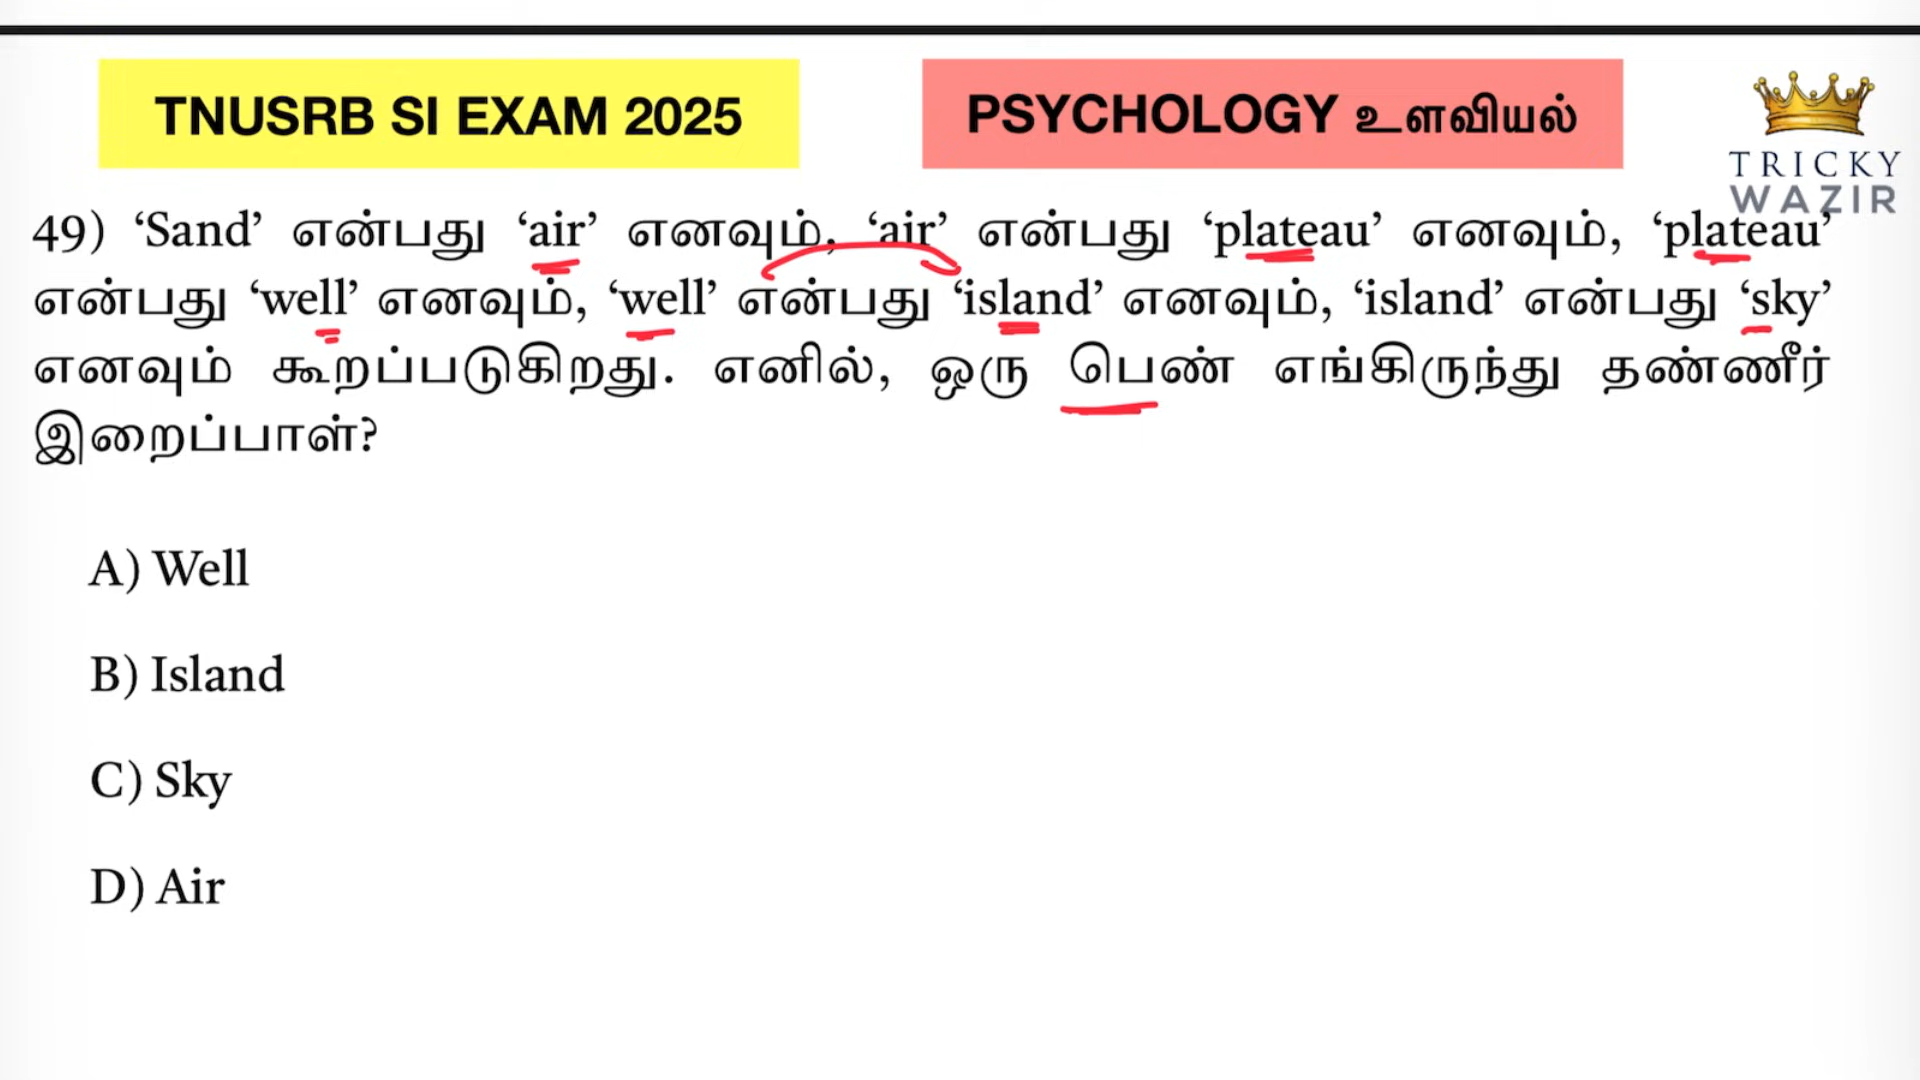 TNUSRB SI EXAM 2025
PSYCHOLOGY உளவியல்
TRICKY
WAZIR
49) ‘Sand’ என்பது ‘air’ எனவும், ‘air’ என்பது ‘plateau’ எனவும், ‘plateau’
என்பது ‘well’ எனவும், ‘well’ என்பது ‘island’ எனவும், ‘island’ என்பது ‘sky’
எனவும் கூறப்படுகிறது. எனில், ஒரு பெண் எங்கிருந்து தண்ணீர்
இறைப்பாள்?
A) Well
B) Island
C) Sky
D) Air